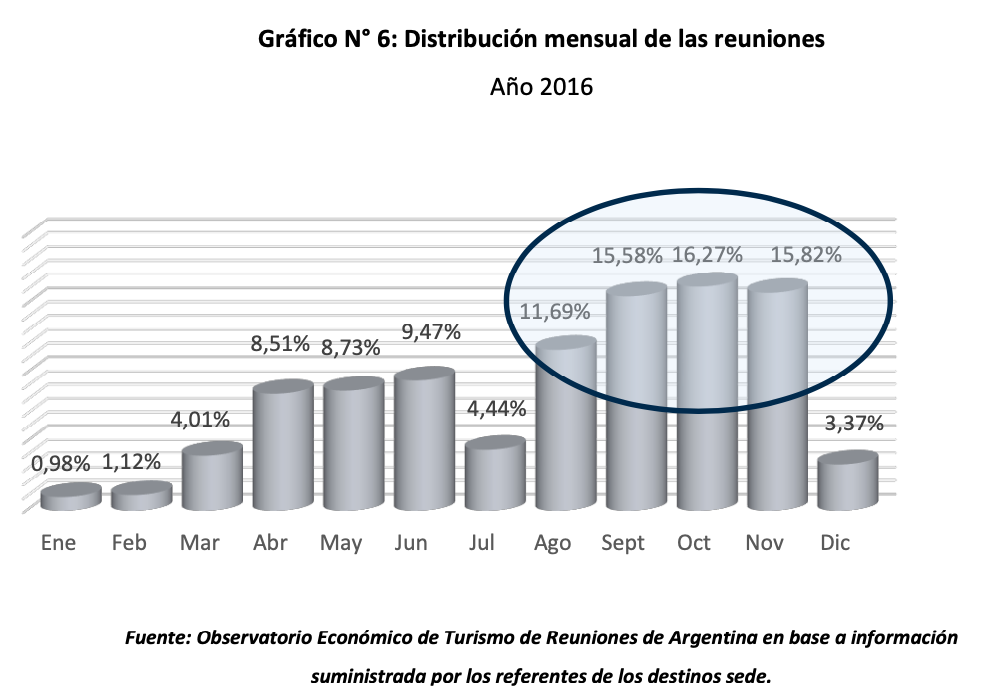 Gráfico N° 6: Distribución mensual de las reuniones
Año 2016
15,58% 16,27% 15,82%
11,69%
8,51% 8,73% 9,47%
4,01% 4,44% 3,37%
0,98% 1,12%
Ene Feb Mar Abr May Jun Jul Ago Sept Oct Nov Dic
Fuente: Observatorio Económico de Turismo de Reuniones de Argentina en base a información
suministrada por los referentes de los destinos sede.